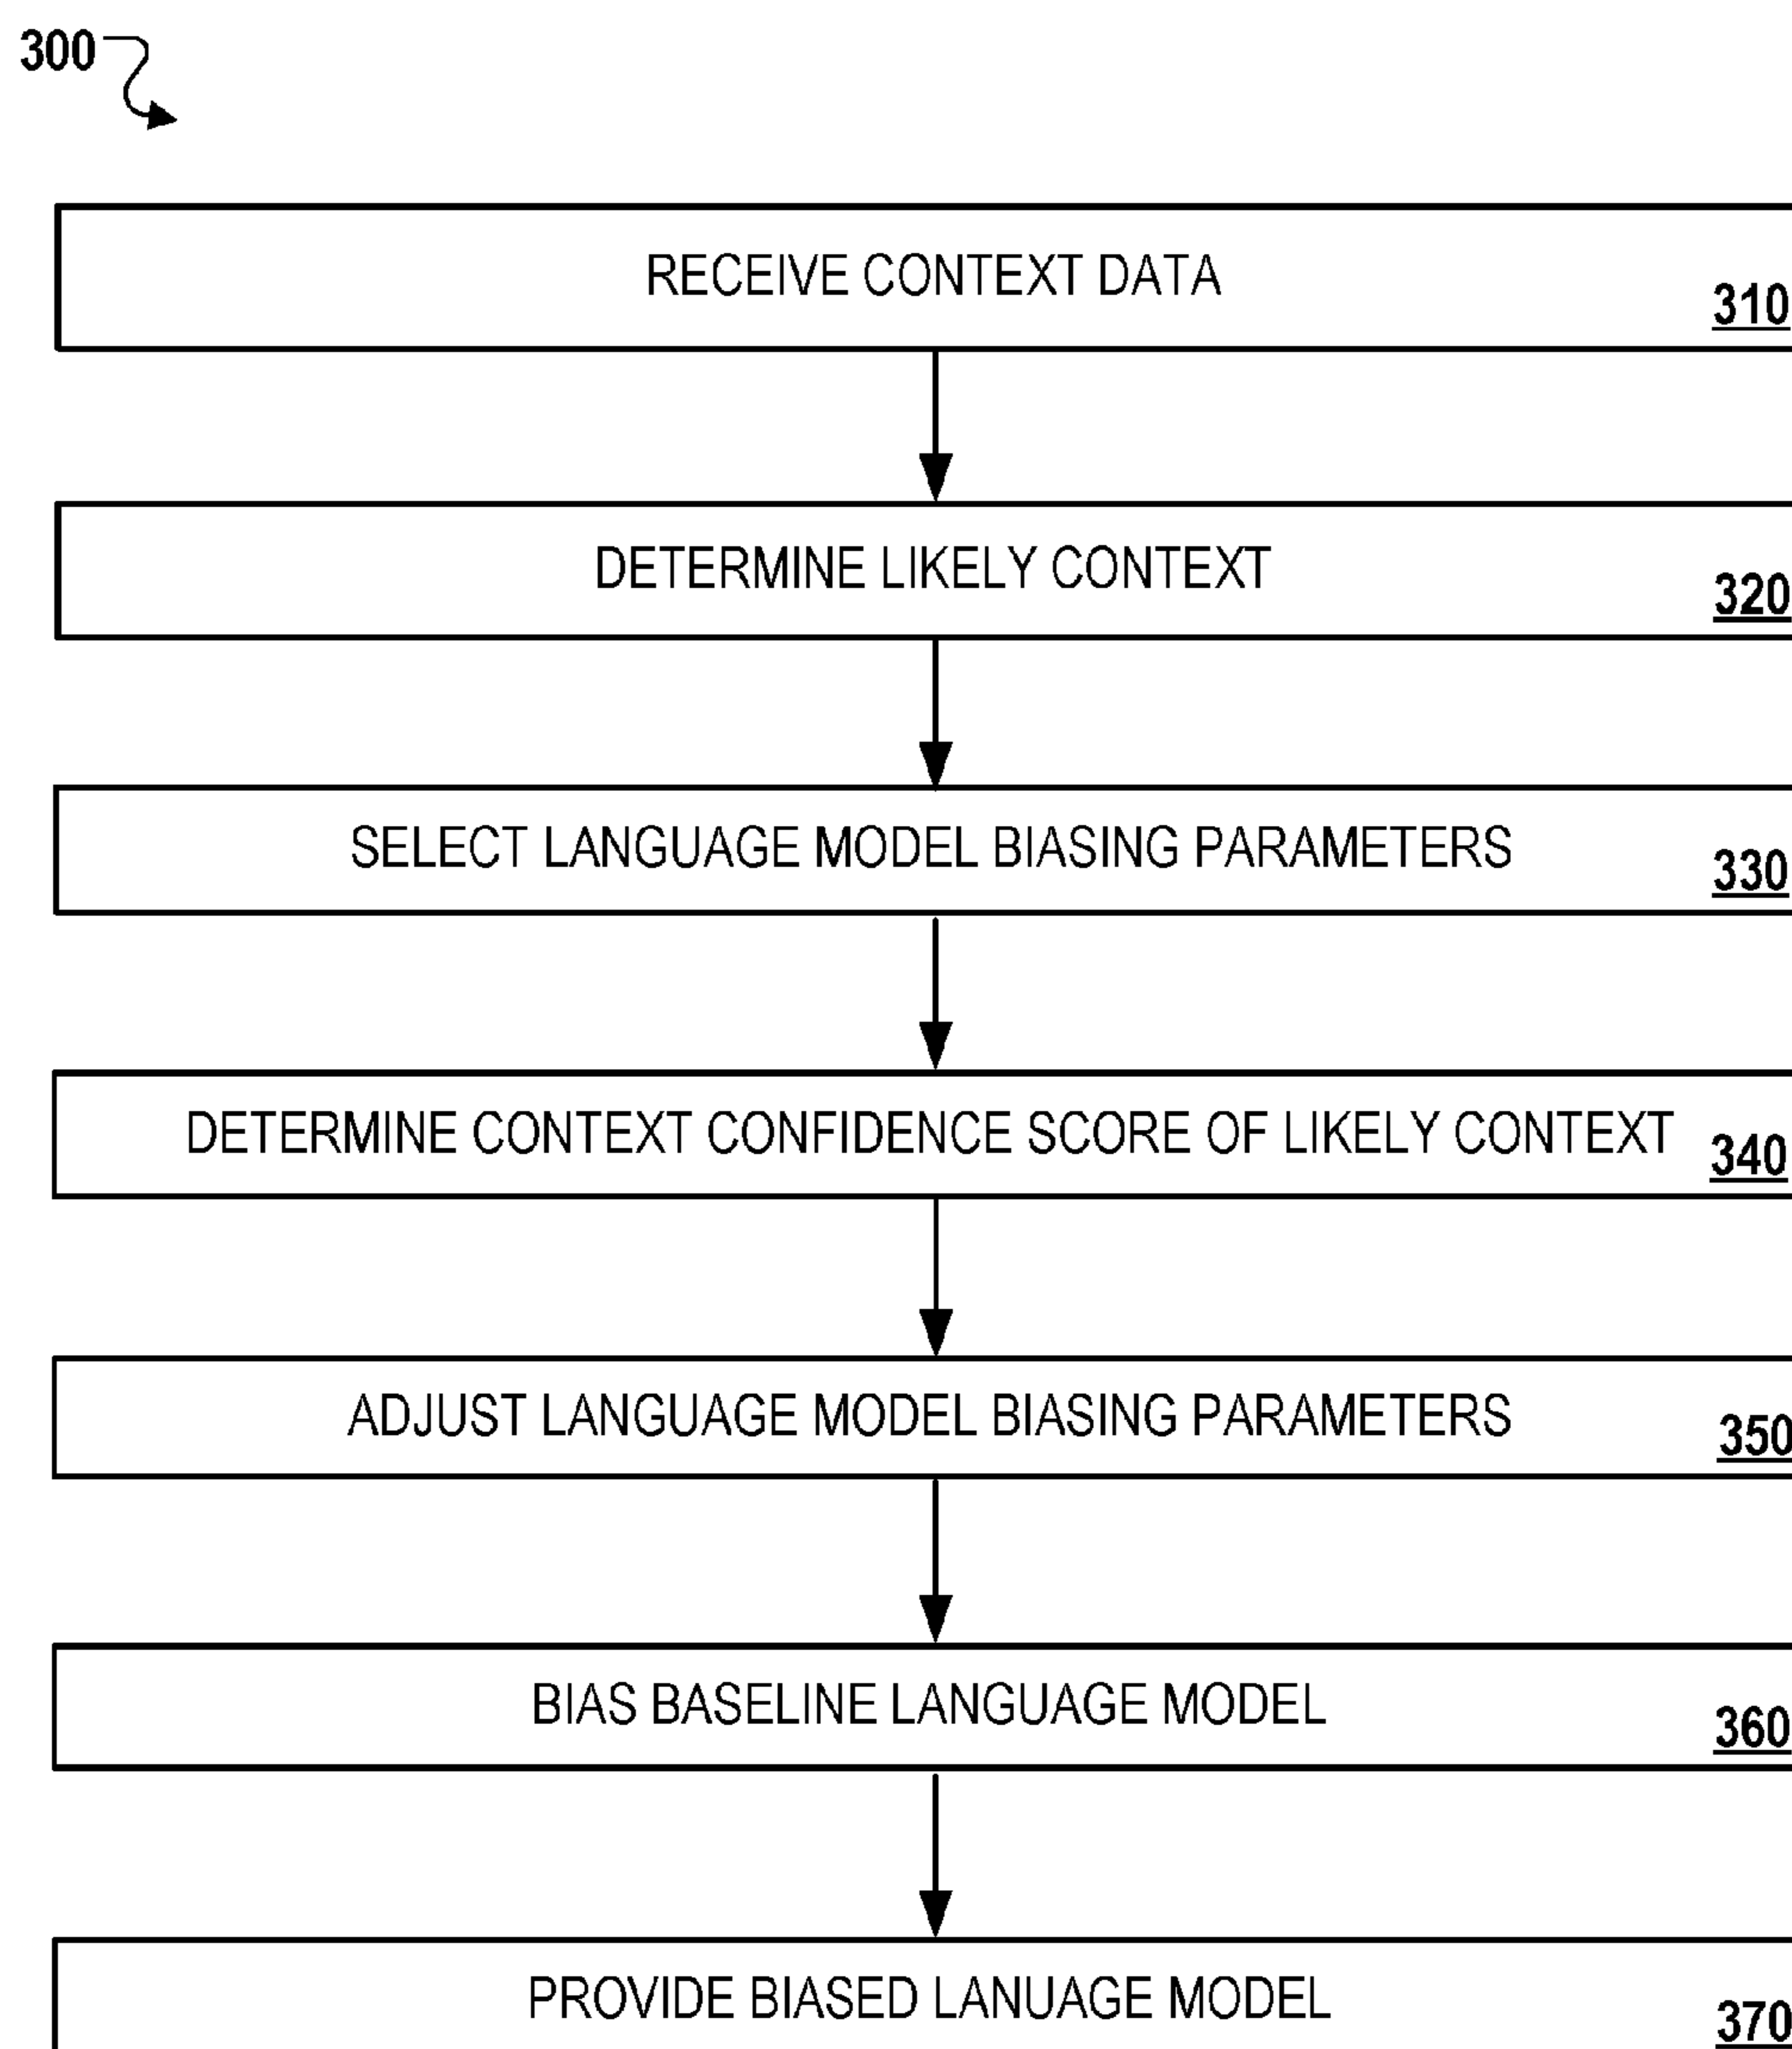 300
RECEIVE CONTEXT DATA
310
DETERMINE LIKELY CONTEXT
320
SELECT LANGUAGE MODEL BIASING PARAMETERS
330
DETERMINE CONTEXT CONFIDENCE SCORE OF LIKELY CONTEXT
340
ADJUST LANGUAGE MODEL BIASING PARAMETERS
350
BIAS BASELINE LANGUAGE MODEL
360
PROVIDE BIASED LANUAGE MODEL
370